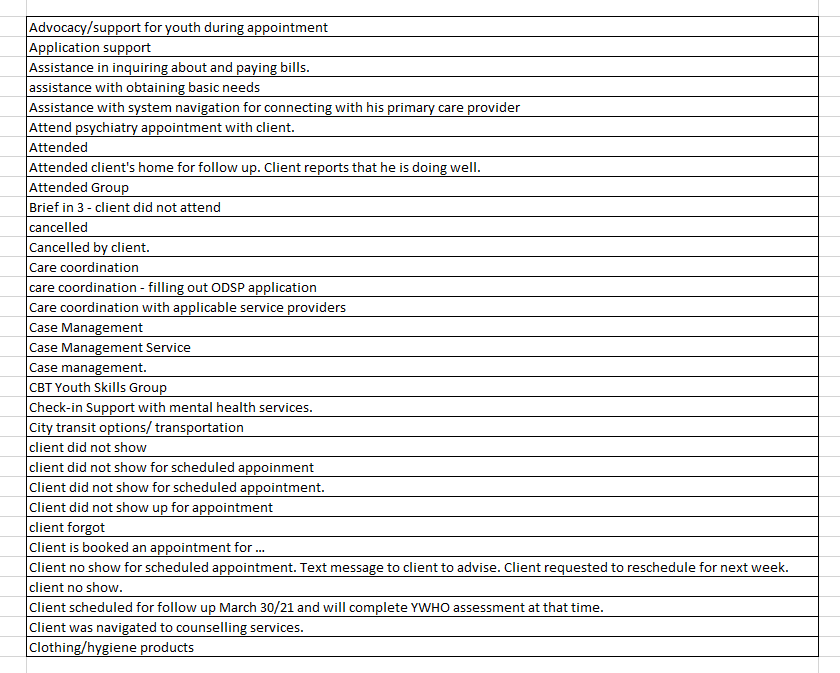 Advocacy/support for youth during appointment
Application support
Assistance in inquiring about and paying bills.
assistance with obtaining basic needs
Assistance with system navigation for connecting with his primary care provider
Attend psychiatry appointment with client.
Attended
Attended client's home for follow up. Client reports that he is doing well.
Attended Group
Brief in 3 - client did not attend
cancelled
Cancelled by client.
Care coordination
care coordination - filling out ODSP application
Care coordination with applicable service providers
Case Management
Case Management Service
Case management.
CBT Youth Skills Group
Check-in Support with mental health services.
City transit options/ transportation
client did not show
client did not show for scheduled appoinment
Client did not show for scheduled appointment.
Client did not show up for appointment
client forgot
Client is booked an appointment for ...
Client no show for scheduled appointment. Text message to client to advise. Client requested to reschedule for next week.
client no show.
Client scheduled for follow up March 30/21 and will complete YWHO assessment at that time.
Client was navigated to counselling services.
Clothing/hygiene products